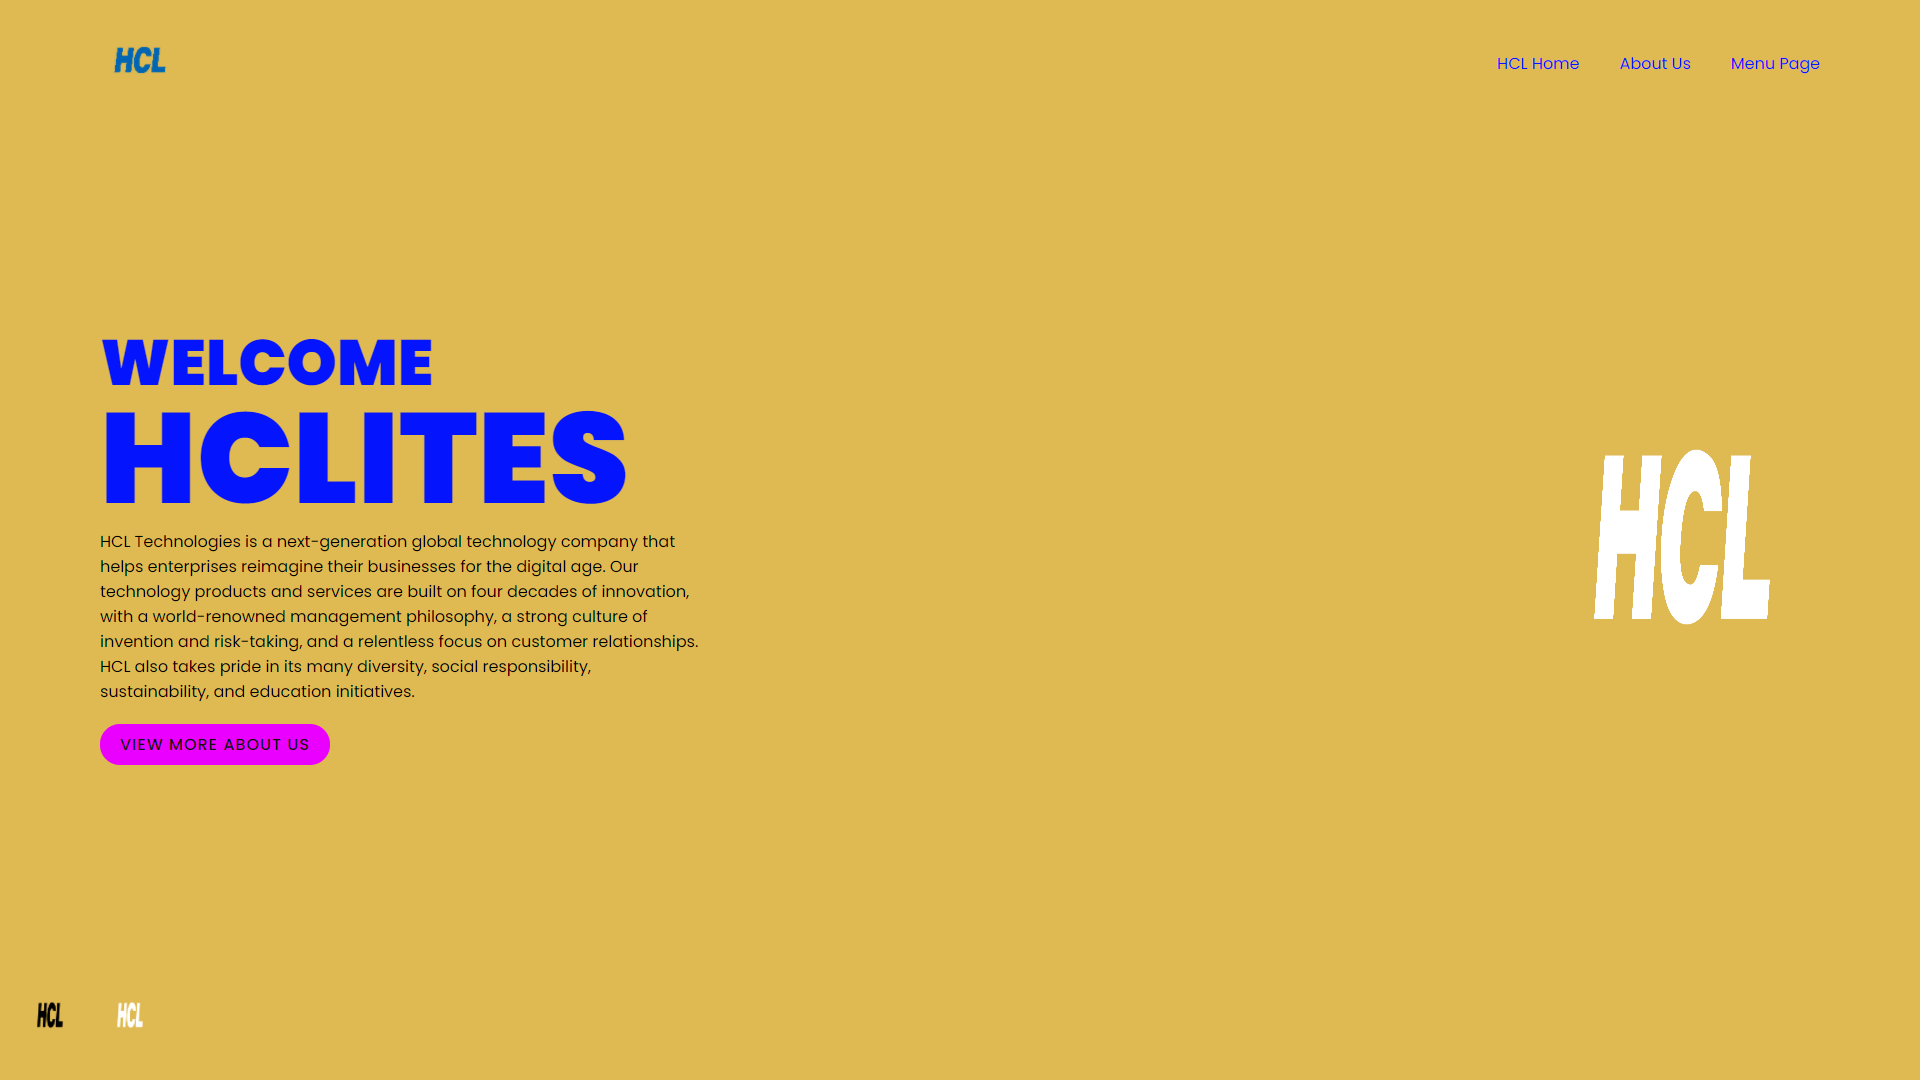 HCL
HCL Home
About Us
Menu Page
WELCOME
HCLITES
HCL Technologies is a next-generation global technology company that
helps enterprises reimagine their businesses for the digital age. Our
technology products and services are built on four decades of innovation,
with a world-renowned management philosophy, a strong culture of
invention and risk-taking, and a relentless focus on customer relationships.
HCL also takes pride in its many diversity, social responsibility,
sustainability, and education initiatives.
VIEW MORE ABOUT US
HCL
HCL
HCL